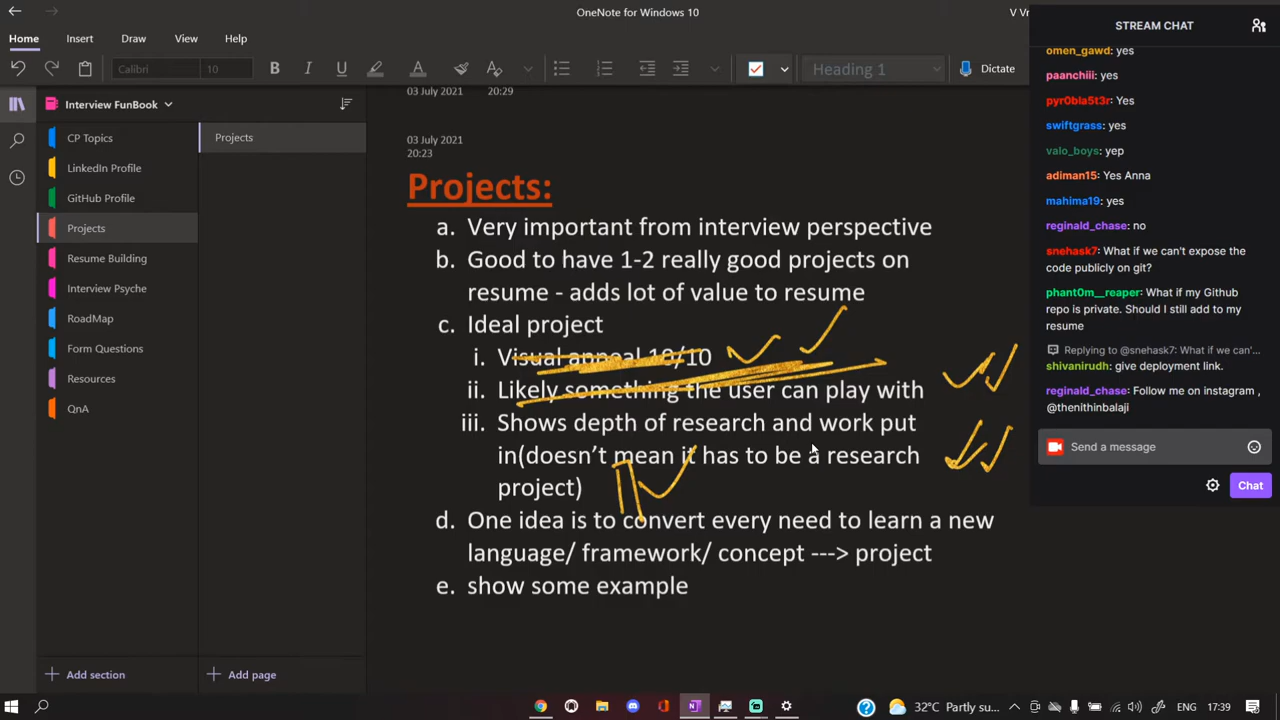 OneNote for Windows 10
V Vr
Home
Insert
Draw
View
Help
Calibri
10
B
I
U
A
Heading 1
Dictate
Interview FunBook
CP Topics
LinkedIn Profile
GitHub Profile
Projects
Resume Building
Interview Psyche
RoadMap
Form Questions
Resources
QnA
Add section
Projects
Add page
03 July 2021 20:29
03 July 2021
20:23
Projects:
a. Very important from interview perspective
b. Good to have 1-2 really good projects on
resume - adds lot of value to resume
c. Ideal project
i. Visual appeal 10/10
ii. Likely something the user can play with
iii. Shows depth of research and work put
in(doesn't mean it has to be a research
project)
d. One idea is to convert every need to learn a new
language/ framework/ concept ---> project
e. show some example
STREAM CHAT
omen_gawd: yes
paanchiii: yes
pyr0bla5t3r: Yes
swiftgrass: yes
valo_boys: yep
adiman15: Yes Anna
mahima19: yes
reginald_chase: no
snehask7: What if we can't expose the
code publicly on git?
phant0m__reaper: What if my Github
repo is private. Should I still add to my
resume
Replying to @snehask7: What if we can'...
shivanirudh: give deployment link.
reginald_chase: Follow me on instagram ,
@thenithinbalaji
Send a message
Chat
32°C Partly su...
ENG
17:39